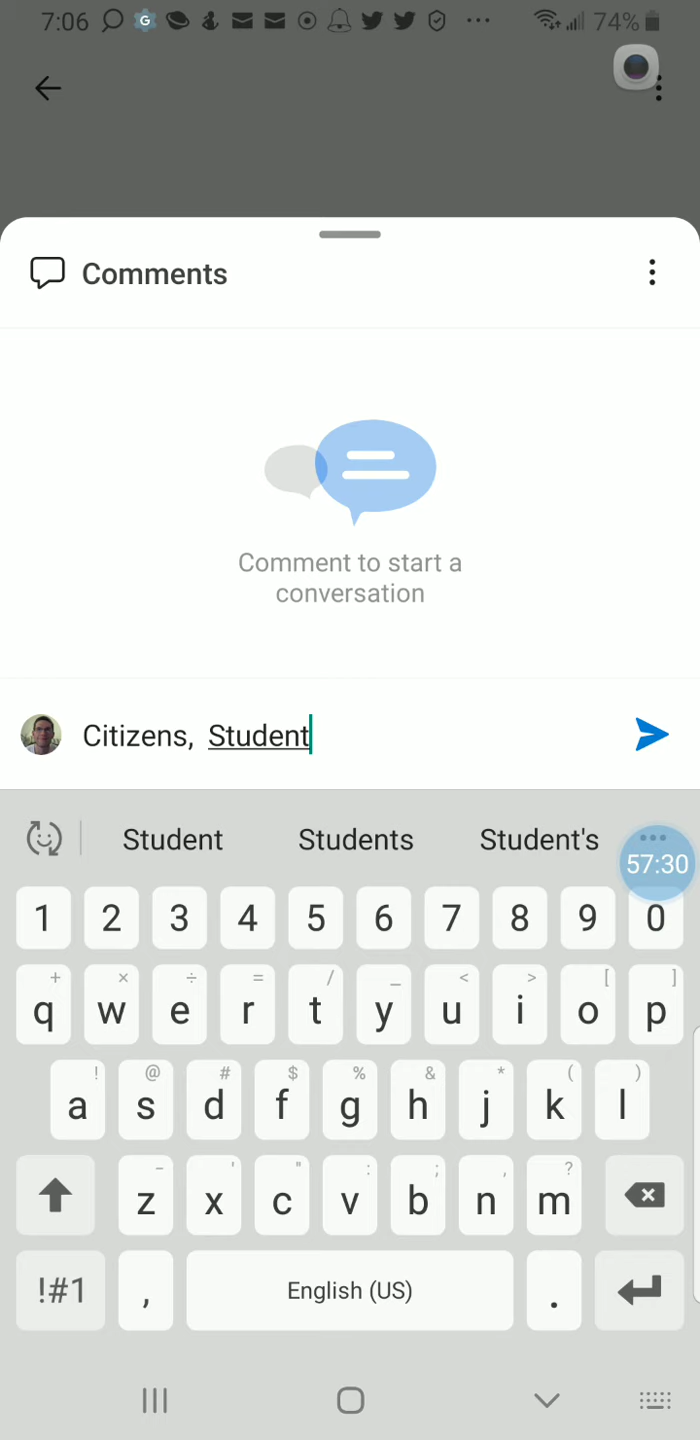 7:06 74%
Comments
Comment to start a
conversation
Citizens, Student
Student Students Student's
57:30
1 2 3 4 5 6 7 8 9 0
+ × ÷ = / _ < > [ ]
q w e r t y u i o p
! @ # $ % & * ( )
a s d f g h j k l
- ' " : ; , ?
z x c v b n m
!#1 , English (US) .